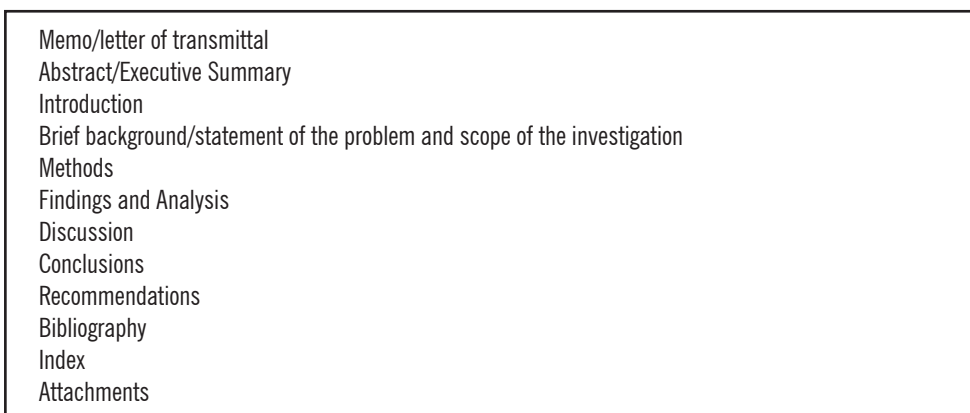 Memo/letter of transmittal
Abstract/Executive Summary
Introduction
Brief background/statement of the problem and scope of the investigation
Methods
Findings and Analysis
Discussion
Conclusions
Recommendations
Bibliography
Index
Attachments